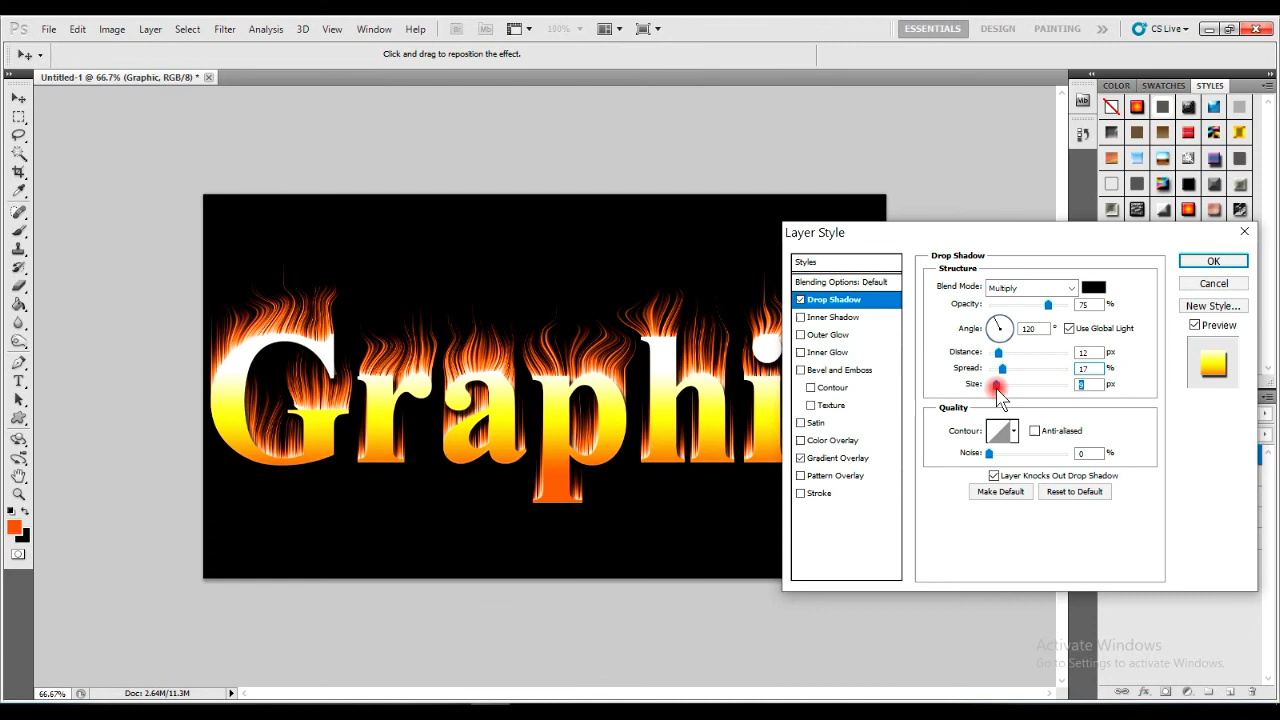 Ps File Edit Image Layer Select Filter Analysis 3D View Window Help Br Mb 100% ESSENTIALS DESIGN PAINTING CS Live
Click and drag to reposition the effect.
Untitled-1 @ 66.7% (Graphic, RGB/8) *
COLOR SWATCHES STYLES
Mb
Graphi
Layer Style
Styles
Blending Options: Default
Drop Shadow
Inner Shadow
Outer Glow
Inner Glow
Bevel and Emboss
Contour
Texture
Satin
Color Overlay
Gradient Overlay
Pattern Overlay
Stroke
Drop Shadow
Structure
Blend Mode: Multiply
Opacity: 75 %
Angle: 120 ° Use Global Light
Distance: 12 px
Spread: 17 %
Size: 9 px
Quality
Contour: Anti-aliased
Noise: 0 %
Layer Knocks Out Drop Shadow
Make Default Reset to Default
OK
Cancel
New Style...
Preview
Activate Windows
Go to Settings to activate Windows.
66.67% Doc: 2.64M/11.3M